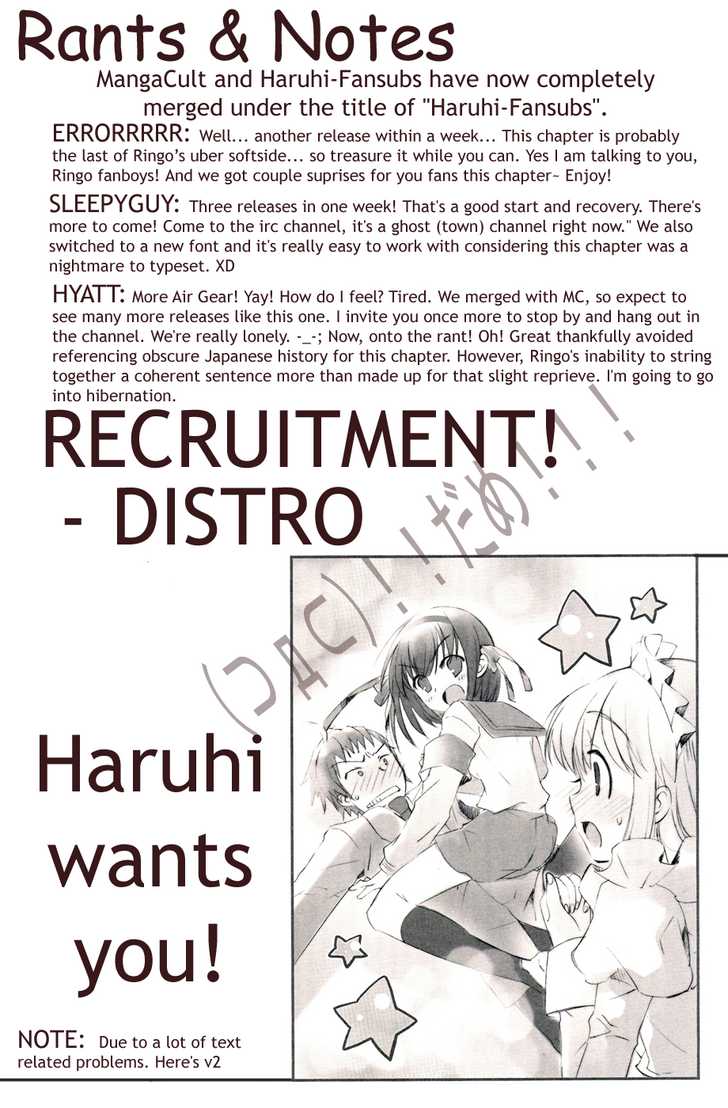 Rants & Notes
MangaCult and Haruhi-Fansubs have now completely
merged under the title of "Haruhi-Fansubs".
ERRORRRRR: Well... another release within a week... This chapter is probably
the last of Ringo’s uber softside... so treasure it while you can. Yes I am talking to you,
Ringo fanboys! And we got couple suprises for you fans this chapter~ Enjoy!
SLEEPYGUY: Three releases in one week! That's a good start and recovery. There's
more to come! Come to the irc channel, it's a ghost (town) channel right now." We also
switched to a new font and it's really easy to work with considering this chapter was a
nightmare to typeset. XD
HYATT: More Air Gear! Yay! How do I feel? Tired. We merged with MC, so expect to
see many more releases like this one. I invite you once more to stop by and hang out in
the channel. We're really lonely. -_-; Now, onto the rant! Oh! Great thankfully avoided
referencing obscure Japanese history for this chapter. However, Ringo's inability to string
together a coherent sentence more than made up for that slight reprieve. I'm going to go
into hibernation.
RECRUITMENT!
- DISTRO
(つд⊂)!!だめ!!!
Haruhi
wants
you!
NOTE: Due to a lot of text
related problems. Here's v2